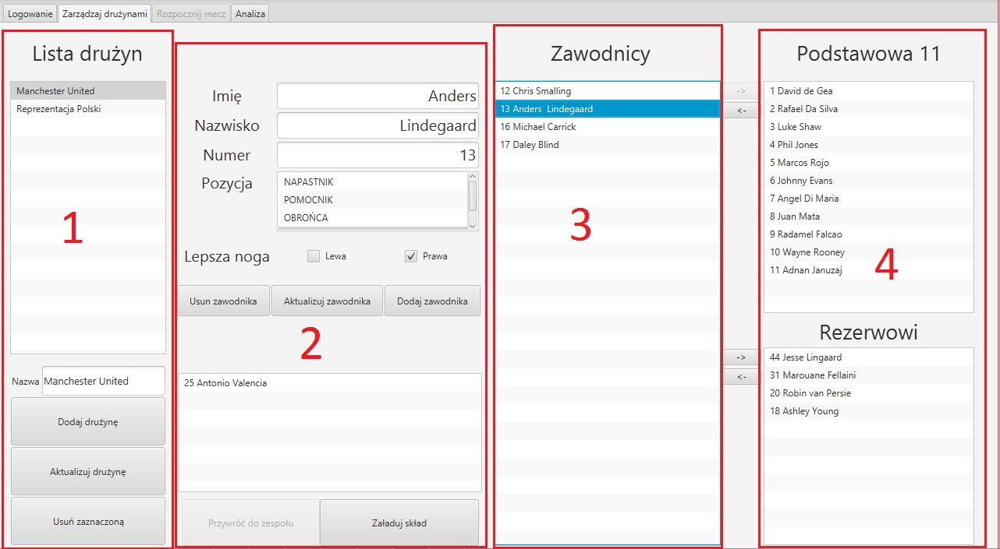 Logowanie
Zarządzaj drużynami
Rozpocznij mecz
Analiza
Lista drużyn
Manchester United
Reprezentacja Polski
1
Nazwa
Manchester United
Dodaj drużynę
Aktualizuj drużynę
Usuń zaznaczoną
Imię
Anders
Nazwisko
Lindegaard
Numer
13
Pozycja
NAPASTNIK
POMOCNIK
OBROŃCA
Lepsza noga
Lewa
Prawa
Usun zawodnika
Aktualizuj zawodnika
Dodaj zawodnika
2
25 Antonio Valencia
Przywróć do zespołu
Załaduj skład
Zawodnicy
12 Chris Smalling
13 Anders  Lindegaard
16 Michael Carrick
17 Daley Blind
3
->
<-
->
<-
Podstawowa 11
1 David de Gea
2 Rafael Da Silva
3 Luke Shaw
4 Phil Jones
5 Marcos Rojo
6 Johnny Evans
7 Angel Di Maria
8 Juan Mata
9 Radamel Falcao
10 Wayne Rooney
11 Adnan Januzaj
4
Rezerwowi
44 Jesse Lingaard
31 Marouane Fellaini
20 Robin van Persie
18 Ashley Young